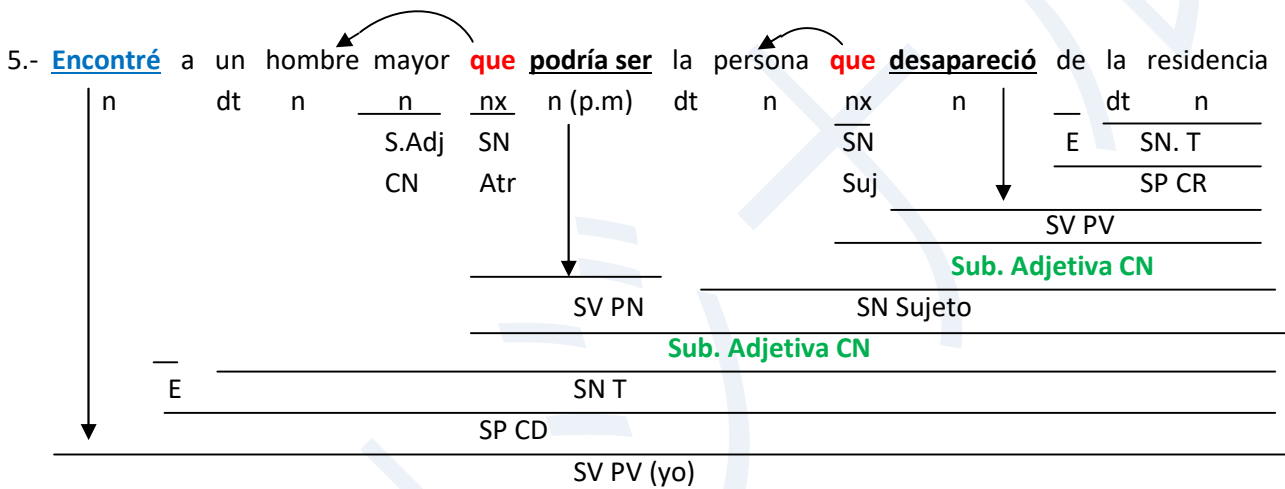 5.- Encontré a un hombre mayor que podría ser la persona que desapareció de la residencia
n dt n n nx n (p.m) dt n nx n dt n
S.Adj SN SN E SN. T
CN Atr Suj SP CR
SV PV
Sub. Adjetiva CN
SV PN SN Sujeto
Sub. Adjetiva CN
E SN T
SP CD
SV PV (yo)